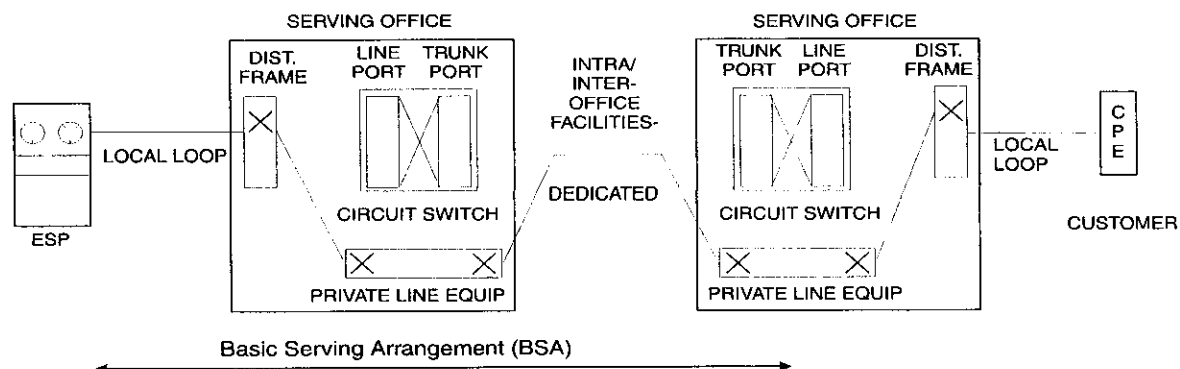 SERVING OFFICE
SERVING OFFICE
DIST.
FRAME
LINE
PORT
TRUNK
PORT
INTRA/
INTER-
OFFICE
FACILITIES-
TRUNK
PORT
LINE
PORT
DIST.
FRAME
LOCAL LOOP
LOCAL
LOOP
C
P
E
DEDICATED
CIRCUIT SWITCH
CIRCUIT SWITCH
ESP
CUSTOMER
PRIVATE LINE EQUIP
PRIVATE LINE EQUIP
Basic Serving Arrangement (BSA)